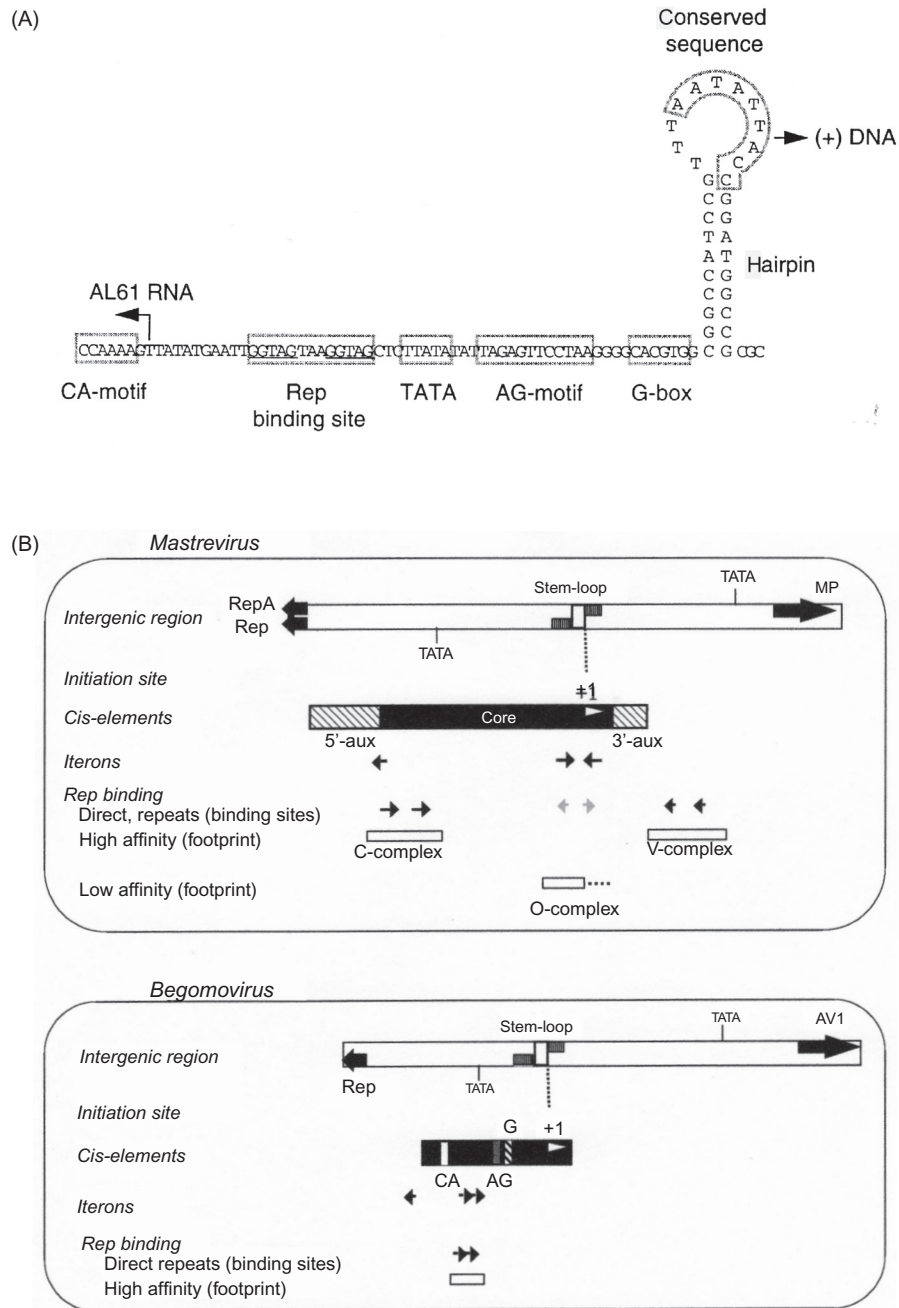 (A)
Conserved
sequence
T T T A A T A T T A C
(+) DNA
G C
C G
C G
T A
A T
C G
C G
G C
G C
Hairpin
AL61 RNA
CCAAAAGTTATATGAATTGGTAGTAAGGTAGCTCTTATATATTAGAGTTCCTAAGGGGCACGTGG C G CGC
CA-motif Rep TATA AG-motif G-box
binding site
(B)
Mastrevirus
Stem-loop TATA MP
Intergenic region RepA
Rep
TATA
Initiation site
+1
Cis-elements Core
5'-aux 3'-aux
Iterons
Rep binding
Direct, repeats (binding sites)
High affinity (footprint)
C-complex V-complex
Low affinity (footprint)
O-complex
Begomovirus
Stem-loop TATA AV1
Intergenic region
Rep TATA
Initiation site
G +1
Cis-elements
CA AG
Iterons
Rep binding
Direct repeats (binding sites)
High affinity (footprint)